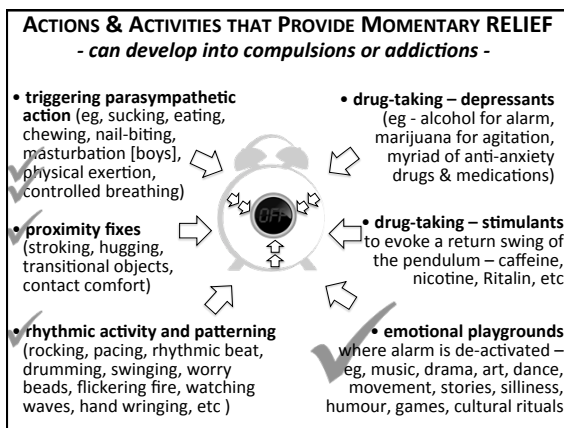 ACTIONS & ACTIVITIES THAT PROVIDE MOMENTARY RELIEF
- can develop into compulsions or addictions -
• triggering parasympathetic
action (eg, sucking, eating,
chewing, nail-biting,
masturbation [boys],
physical exertion,
controlled breathing)
• proximity fixes
(stroking, hugging,
transitional objects,
contact comfort)
• rhythmic activity and patterning
(rocking, pacing, rhythmic beat,
drumming, swinging, worry
beads, flickering fire, watching
waves, hand wringing, etc )
OFF
• drug-taking – depressants
(eg - alcohol for alarm,
marijuana for agitation,
myriad of anti-anxiety
drugs & medications)
• drug-taking – stimulants
to evoke a return swing of
the pendulum – caffeine,
nicotine, Ritalin, etc
• emotional playgrounds
where alarm is de-activated –
eg, music, drama, art, dance,
movement, stories, silliness,
humour, games, cultural rituals